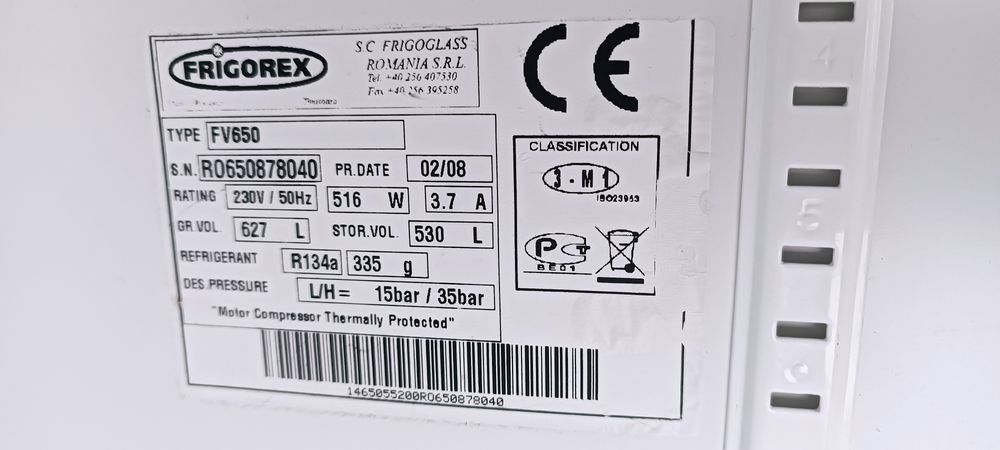 FRIGOREX
S.C FRIGOGLASS
ROMANIA S.R.L.
Tel. +40 256 407530
Fax +40 256 395258
CE
TYPE FV650
S.N. RO650878040 PR.DATE 02/08
RATING 230V / 50Hz 516 W 3.7 A
GR.VOL. 627 L STOR.VOL. 530 L
REFRIGERANT R134a 335 g
DES.PRESSURE L/H= 15bar / 35bar
"Motor Compressor Thermally Protected"
1465055200RO650878040
CLASSIFICATION
3-M1
ISO23953
PCT
BE01
4
5
6